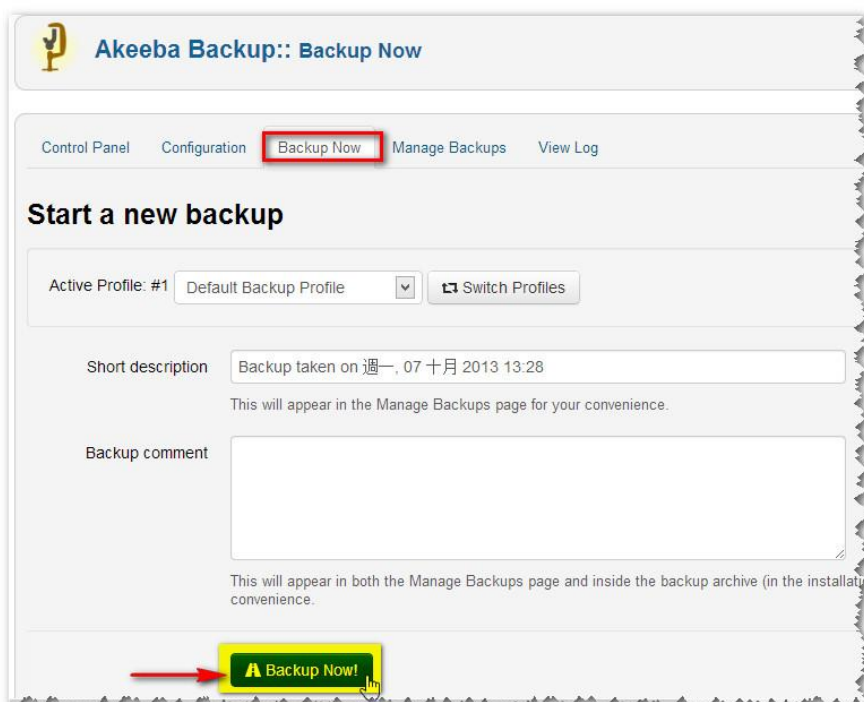 Akeeba Backup:: Backup Now
Control Panel Configuration Backup Now Manage Backups View Log
Start a new backup
Active Profile: #1 Default Backup Profile Switch Profiles
Short description Backup taken on 週一, 07 十月 2013 13:28
This will appear in the Manage Backups page for your convenience.
Backup comment
This will appear in both the Manage Backups page and inside the backup archive (in the
convenience.
Backup Now!